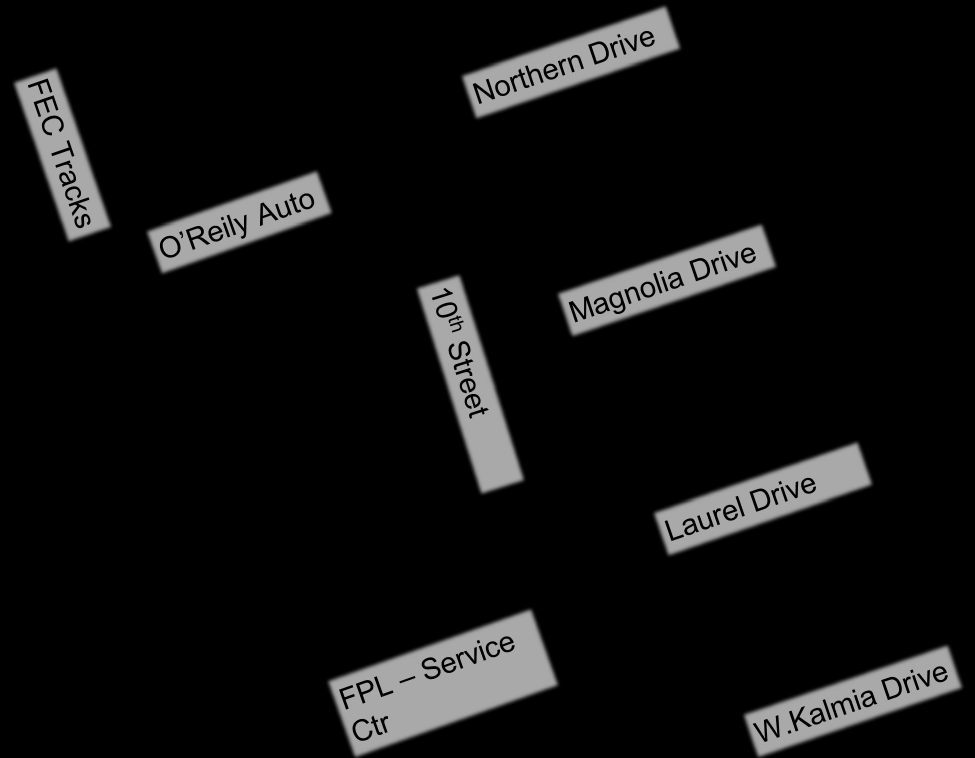 Northern Drive
FEC Tracks
O’Reily Auto
Magnolia Drive
10th Street
Laurel Drive
FPL – Service
Ctr
W.Kalmia Drive